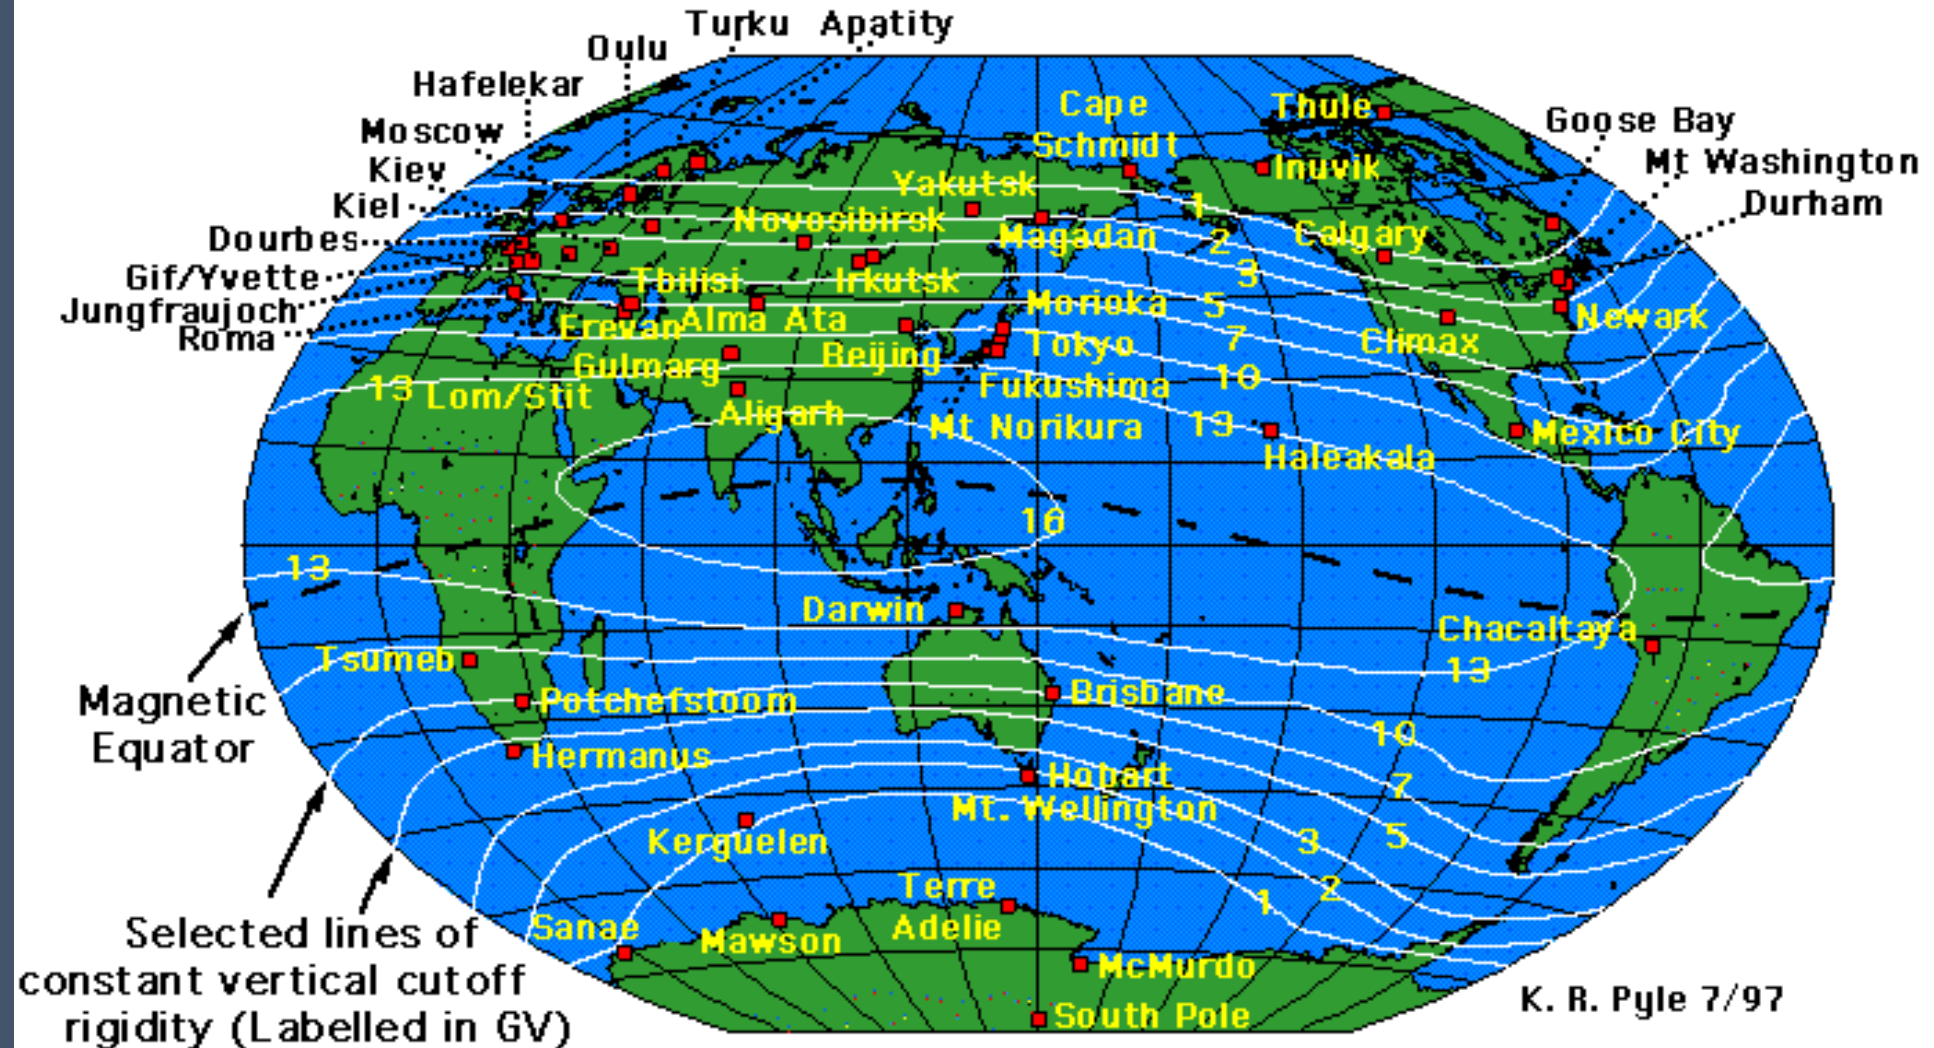 Turku Apatity
Oulu
Hafelekar
Moscow
Kiev
Kiel
Dourbes
Gif/Yvette
Jungfraujoch
Roma
Cape
Schmidt
Thule
Inuvik
Goose Bay
Mt Washington
Durham
Yakutsk
Novosibirsk
Magadan
Calgary
Tbilisi
Irkutsk
Erevan
Alma Ata
Morioka
Newark
Climax
Beijing
Tokyo
Gulmarg
Fukushima
Lom/Stit
Aligarh
Mt Norikura
Mexico City
Haleakala
1
2
3
5
7
10
13
13
16
13
Darwin
Chacaltaya
13
Tsumeb
Potchefstoom
Brisbane
Hermanus
10
Hobart
Mt. Wellington
7
5
3
2
1
Kerguelen
Terre
Adelie
Sanae
Mawson
McMurdo
South Pole
Magnetic
Equator
Selected lines of
constant vertical cutoff
rigidity (Labelled in GV)
K. R. Pyle 7/97